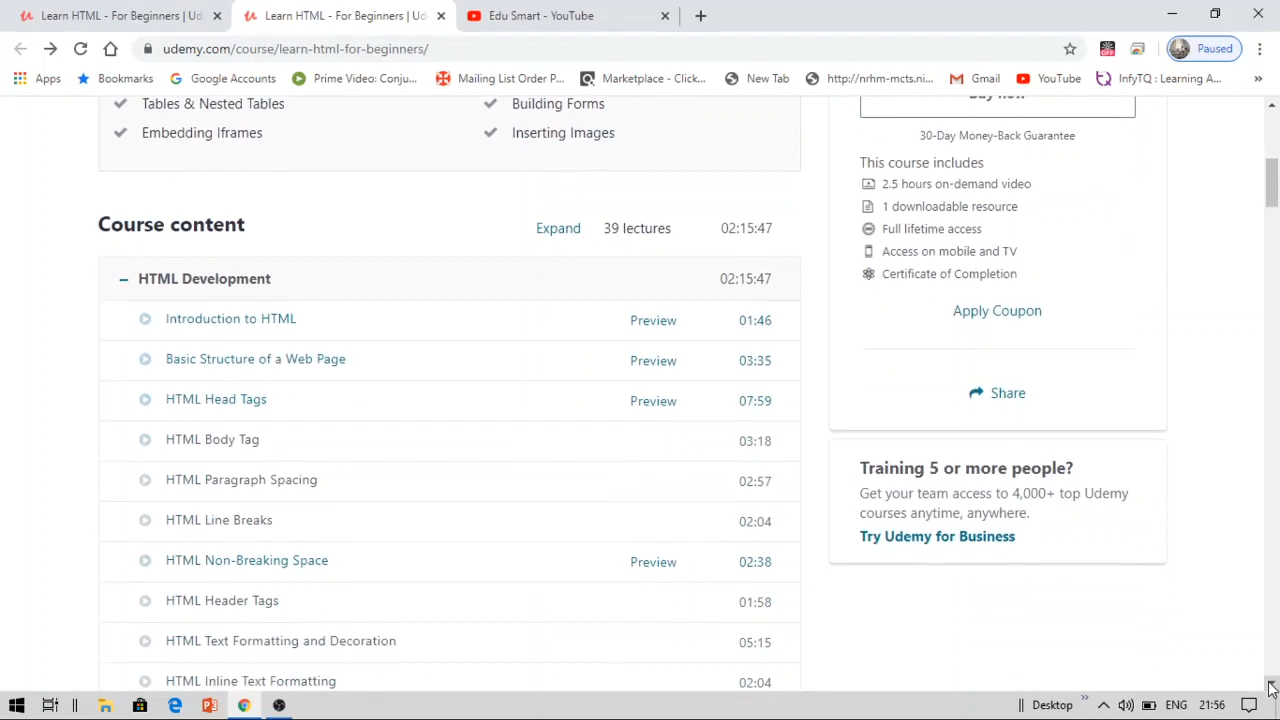 Learn HTML - For Beginners | Ud
Learn HTML - For Beginners | Ud
Edu Smart - YouTube
udemy.com/course/learn-html-for-beginners/
Paused
Apps
Bookmarks
Google Accounts
Prime Video: Conju...
Mailing List Order P...
Marketplace - Click...
New Tab
http://nrhm-mcts.ni...
Gmail
YouTube
InfyTQ : Learning A...
»
Tables & Nested Tables
Building Forms
Embedding Iframes
Inserting Images
Course content
Expand
39 lectures
02:15:47
HTML Development
02:15:47
Introduction to HTML
Preview
01:46
Basic Structure of a Web Page
Preview
03:35
HTML Head Tags
Preview
07:59
HTML Body Tag
03:18
HTML Paragraph Spacing
02:57
HTML Line Breaks
02:04
HTML Non-Breaking Space
Preview
02:38
HTML Header Tags
01:58
HTML Text Formatting and Decoration
05:15
HTML Inline Text Formatting
02:04
Buy now
30-Day Money-Back Guarantee
This course includes
2.5 hours on-demand video
1 downloadable resource
Full lifetime access
Access on mobile and TV
Certificate of Completion
Apply Coupon
Share
Training 5 or more people?
Get your team access to 4,000+ top Udemy
courses anytime, anywhere.
Try Udemy for Business
Desktop
»
ENG
21:56